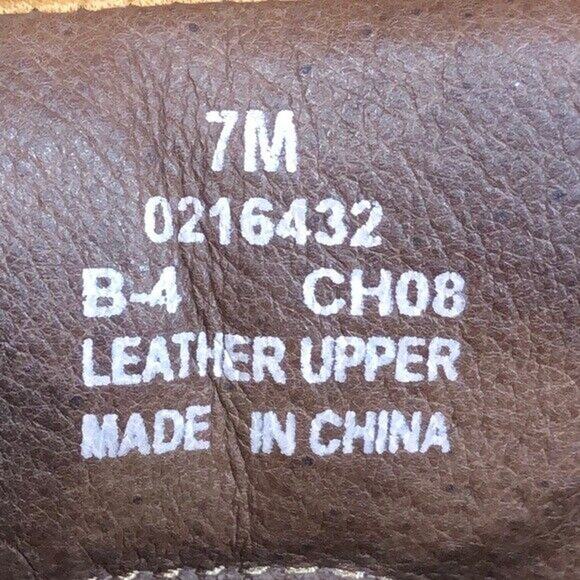 7M
0216432
B-4 CH08
LEATHER UPPER
MADE IN CHINA